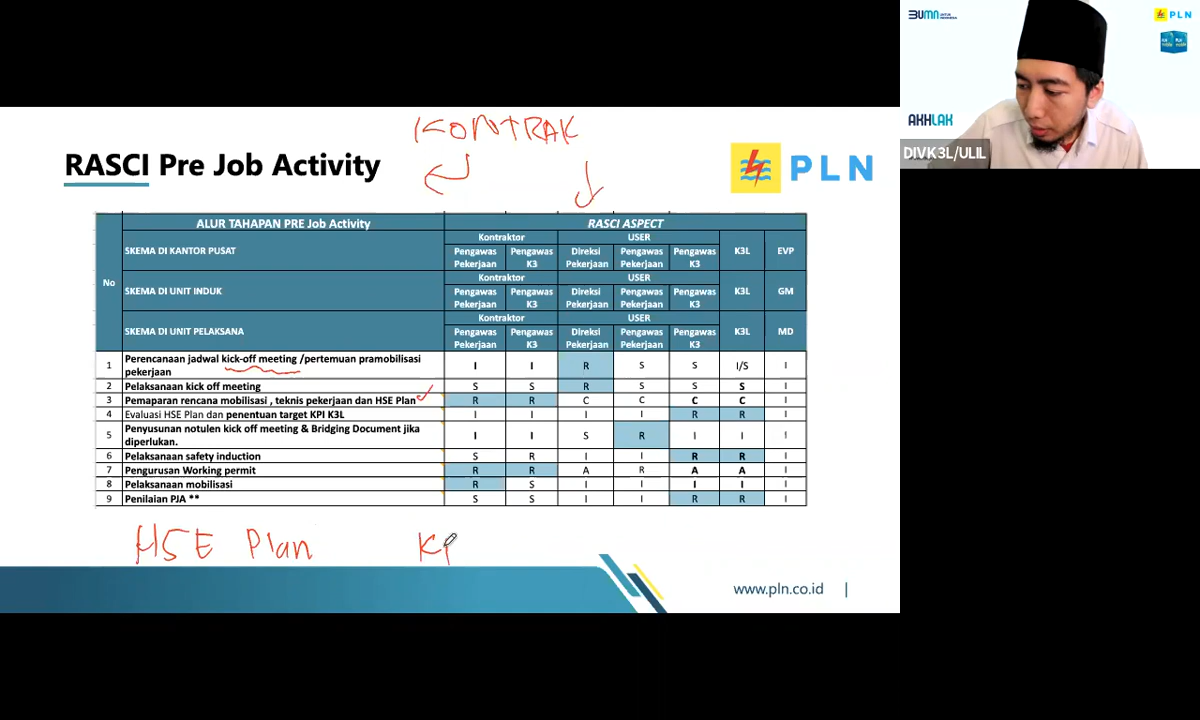 KONTRAK
RASCI Pre Job Activity
PLN
ALUR TAHAPAN PRE Job Activity RASCI ASPECT
No SKEMA DI KANTOR PUSAT Kontraktor USER K3L EVP
Pengawas Pekerjaan Pengawas K3 Direksi Pekerjaan Pengawas Pekerjaan Pengawas K3
SKEMA DI UNIT INDUK Kontraktor USER K3L GM
Pengawas Pekerjaan Pengawas K3 Direksi Pekerjaan Pengawas Pekerjaan Pengawas K3
SKEMA DI UNIT PELAKSANA Kontraktor USER K3L MD
Pengawas Pekerjaan Pengawas K3 Direksi Pekerjaan Pengawas Pekerjaan Pengawas K3
1 Perencanaan jadwal kick-off meeting /pertemuan pramobilisasi pekerjaan I I R S S I/S I
2 Pelaksanaan kick off meeting S S R S S S I
3 Pemaparan rencana mobilisasi , teknis pekerjaan dan HSE Plan R R C C C C I
4 Evaluasi HSE Plan dan penentuan target KPI K3L I I I I R R I
5 Penyusunan notulen kick off meeting & Bridging Document jika diperlukan. I I S R I I I
6 Pelaksanaan safety induction S R I I R R I
7 Pengurusan Working permit R R A R A A I
8 Pelaksanaan mobilisasi R S I I I I I
9 Penilaian PJA ** S S I I R R I
HSE Plan KP
www.pln.co.id |
BUMN
PLN
AKHLAK
DIVK3L/ULIL